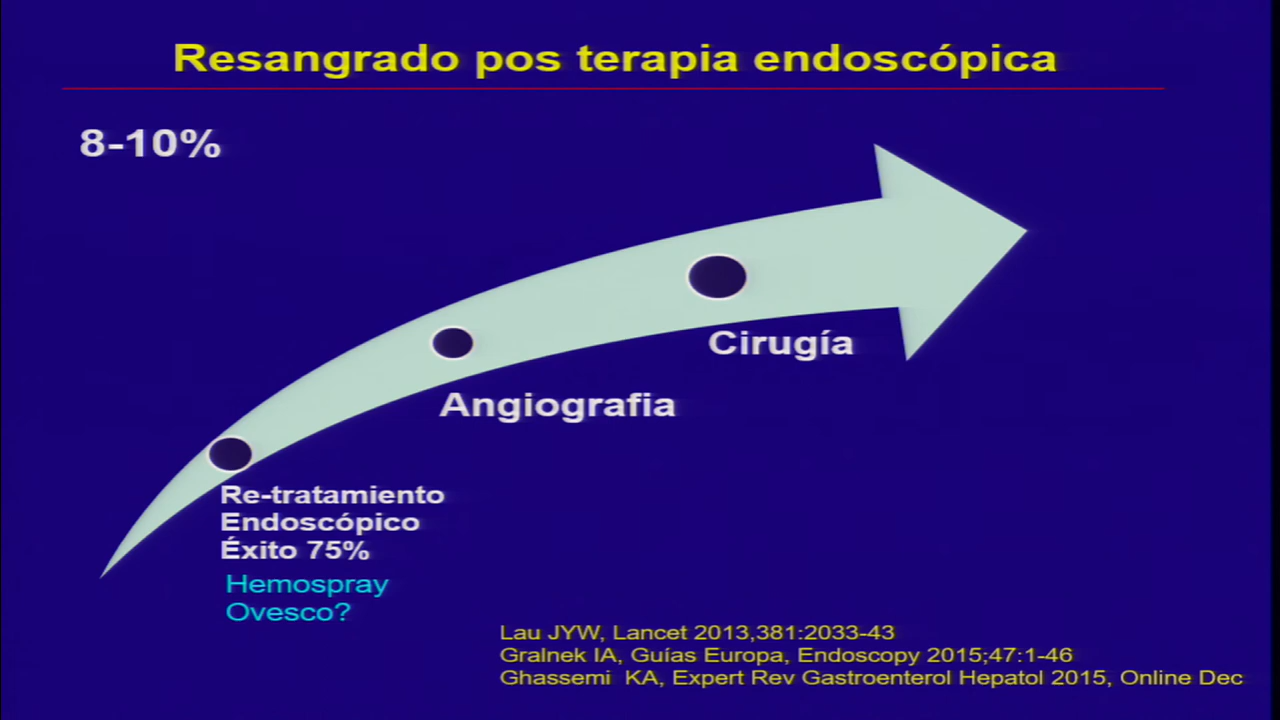 Resangrado pos terapia endoscópica
8-10%
Cirugía
Angiografia
Re-tratamiento
Endoscópico
Éxito 75%
Hemospray
Ovesco?
Lau JYW, Lancet 2013,381:2033-43
Gralnek IA, Guías Europa, Endoscopy 2015;47:1-46
Ghassemi KA, Expert Rev Gastroenterol Hepatol 2015, Online Dec